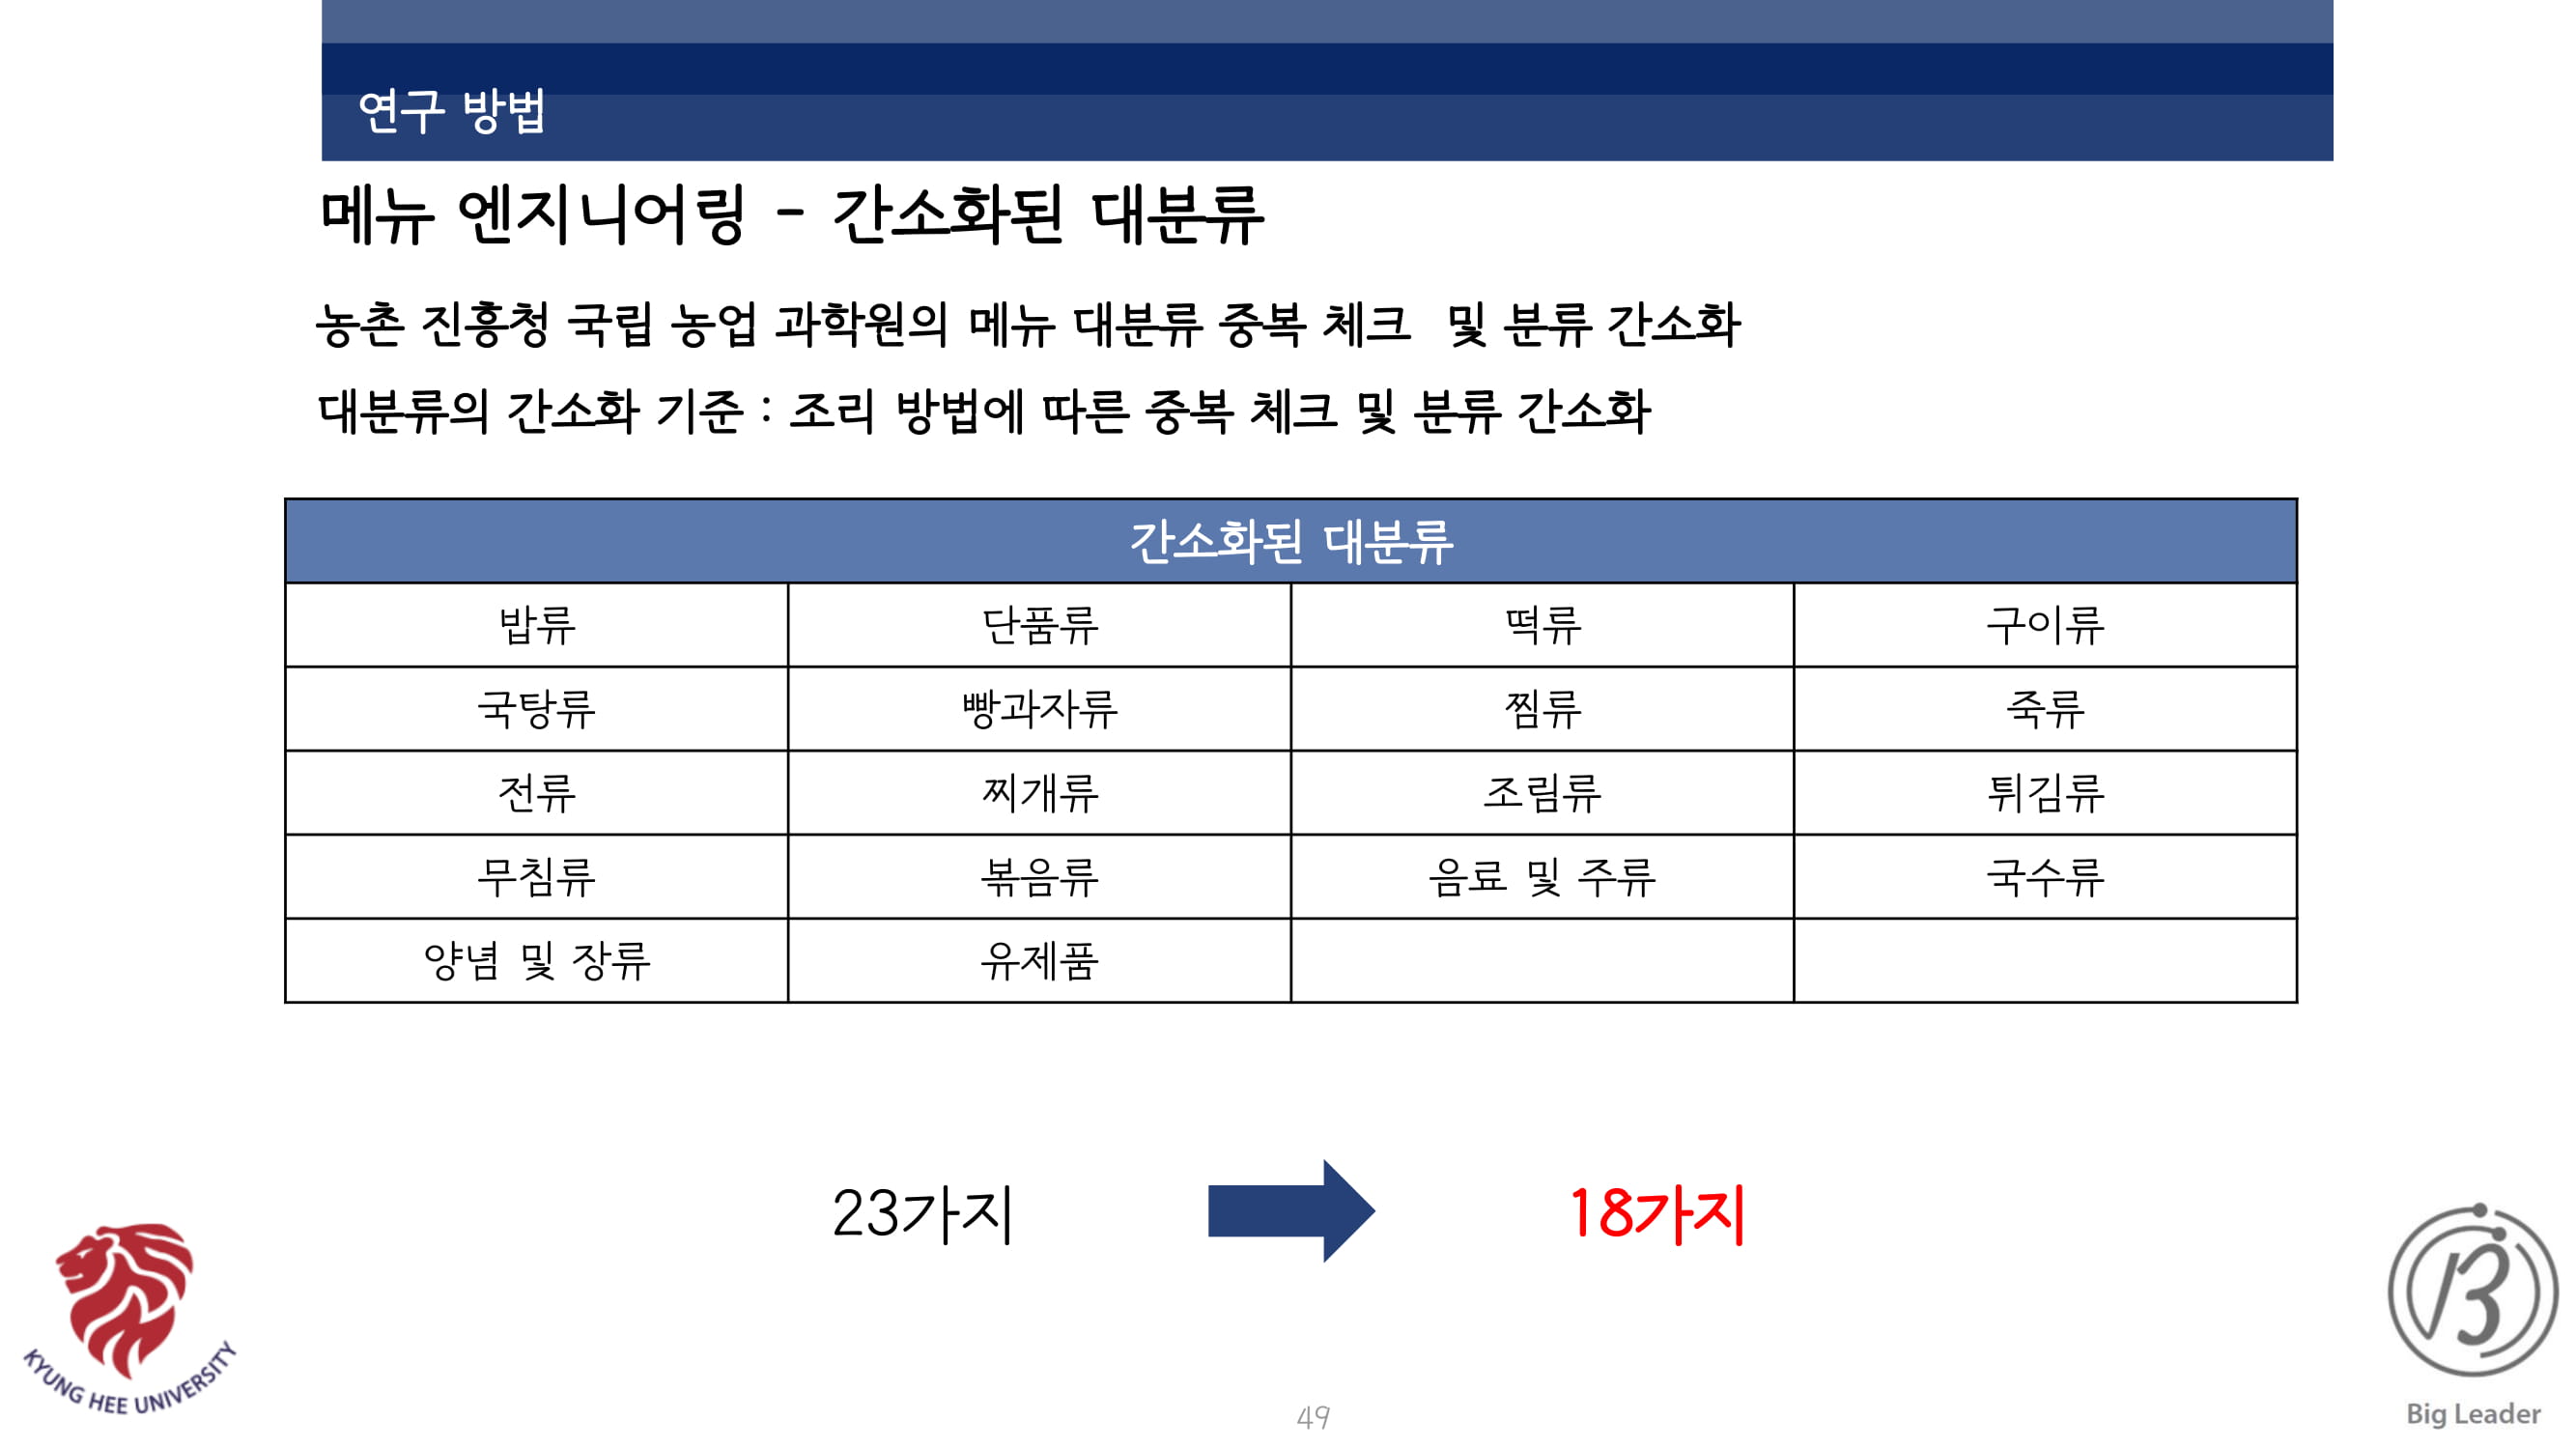 연구 방법
메뉴 엔지니어링 - 간소화된 대분류
농촌 진흥청 국립 농업 과학원의 메뉴 대분류 중복 체크 및 분류 간소화
대분류의 간소화 기준 : 조리 방법에 따른 중복 체크 및 분류 간소화
간소화된 대분류
밥류 단품류 떡류 구이류
국탕류 빵과자류 찜류 죽류
전류 찌개류 조림류 튀김류
무침류 볶음류 음료 및 주류 국수류
양념 및 장류 유제품
23가지 18가지
KYUNG HEE UNIVERSITY
Big Leader
49